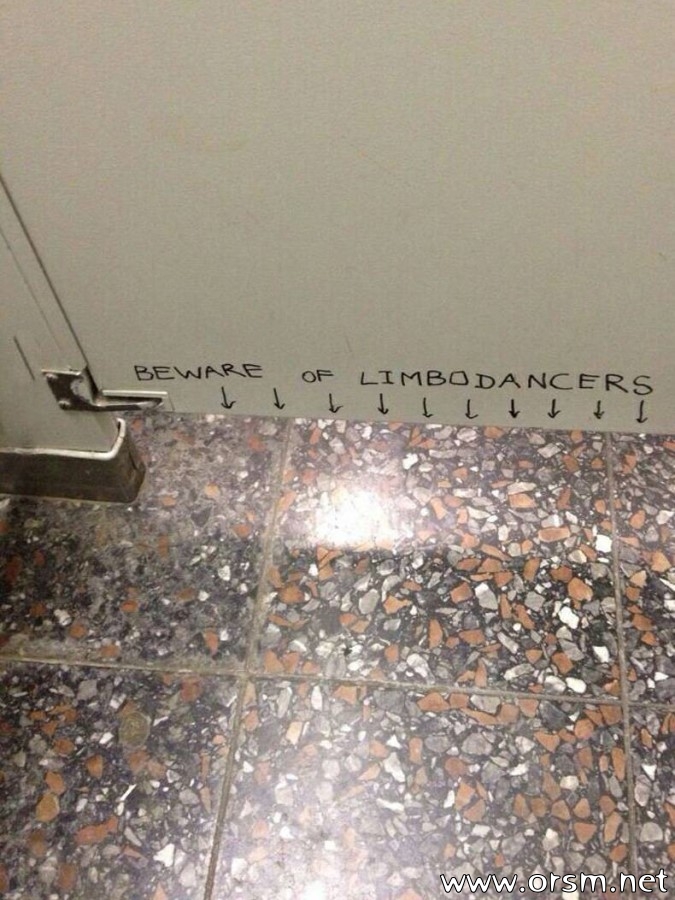 BEWARE OF LIMBODANCERS
↓ ↓ ↓ ↓ ↓ ↓ ↓ ↓ ↓ ↓
www.orsm.net